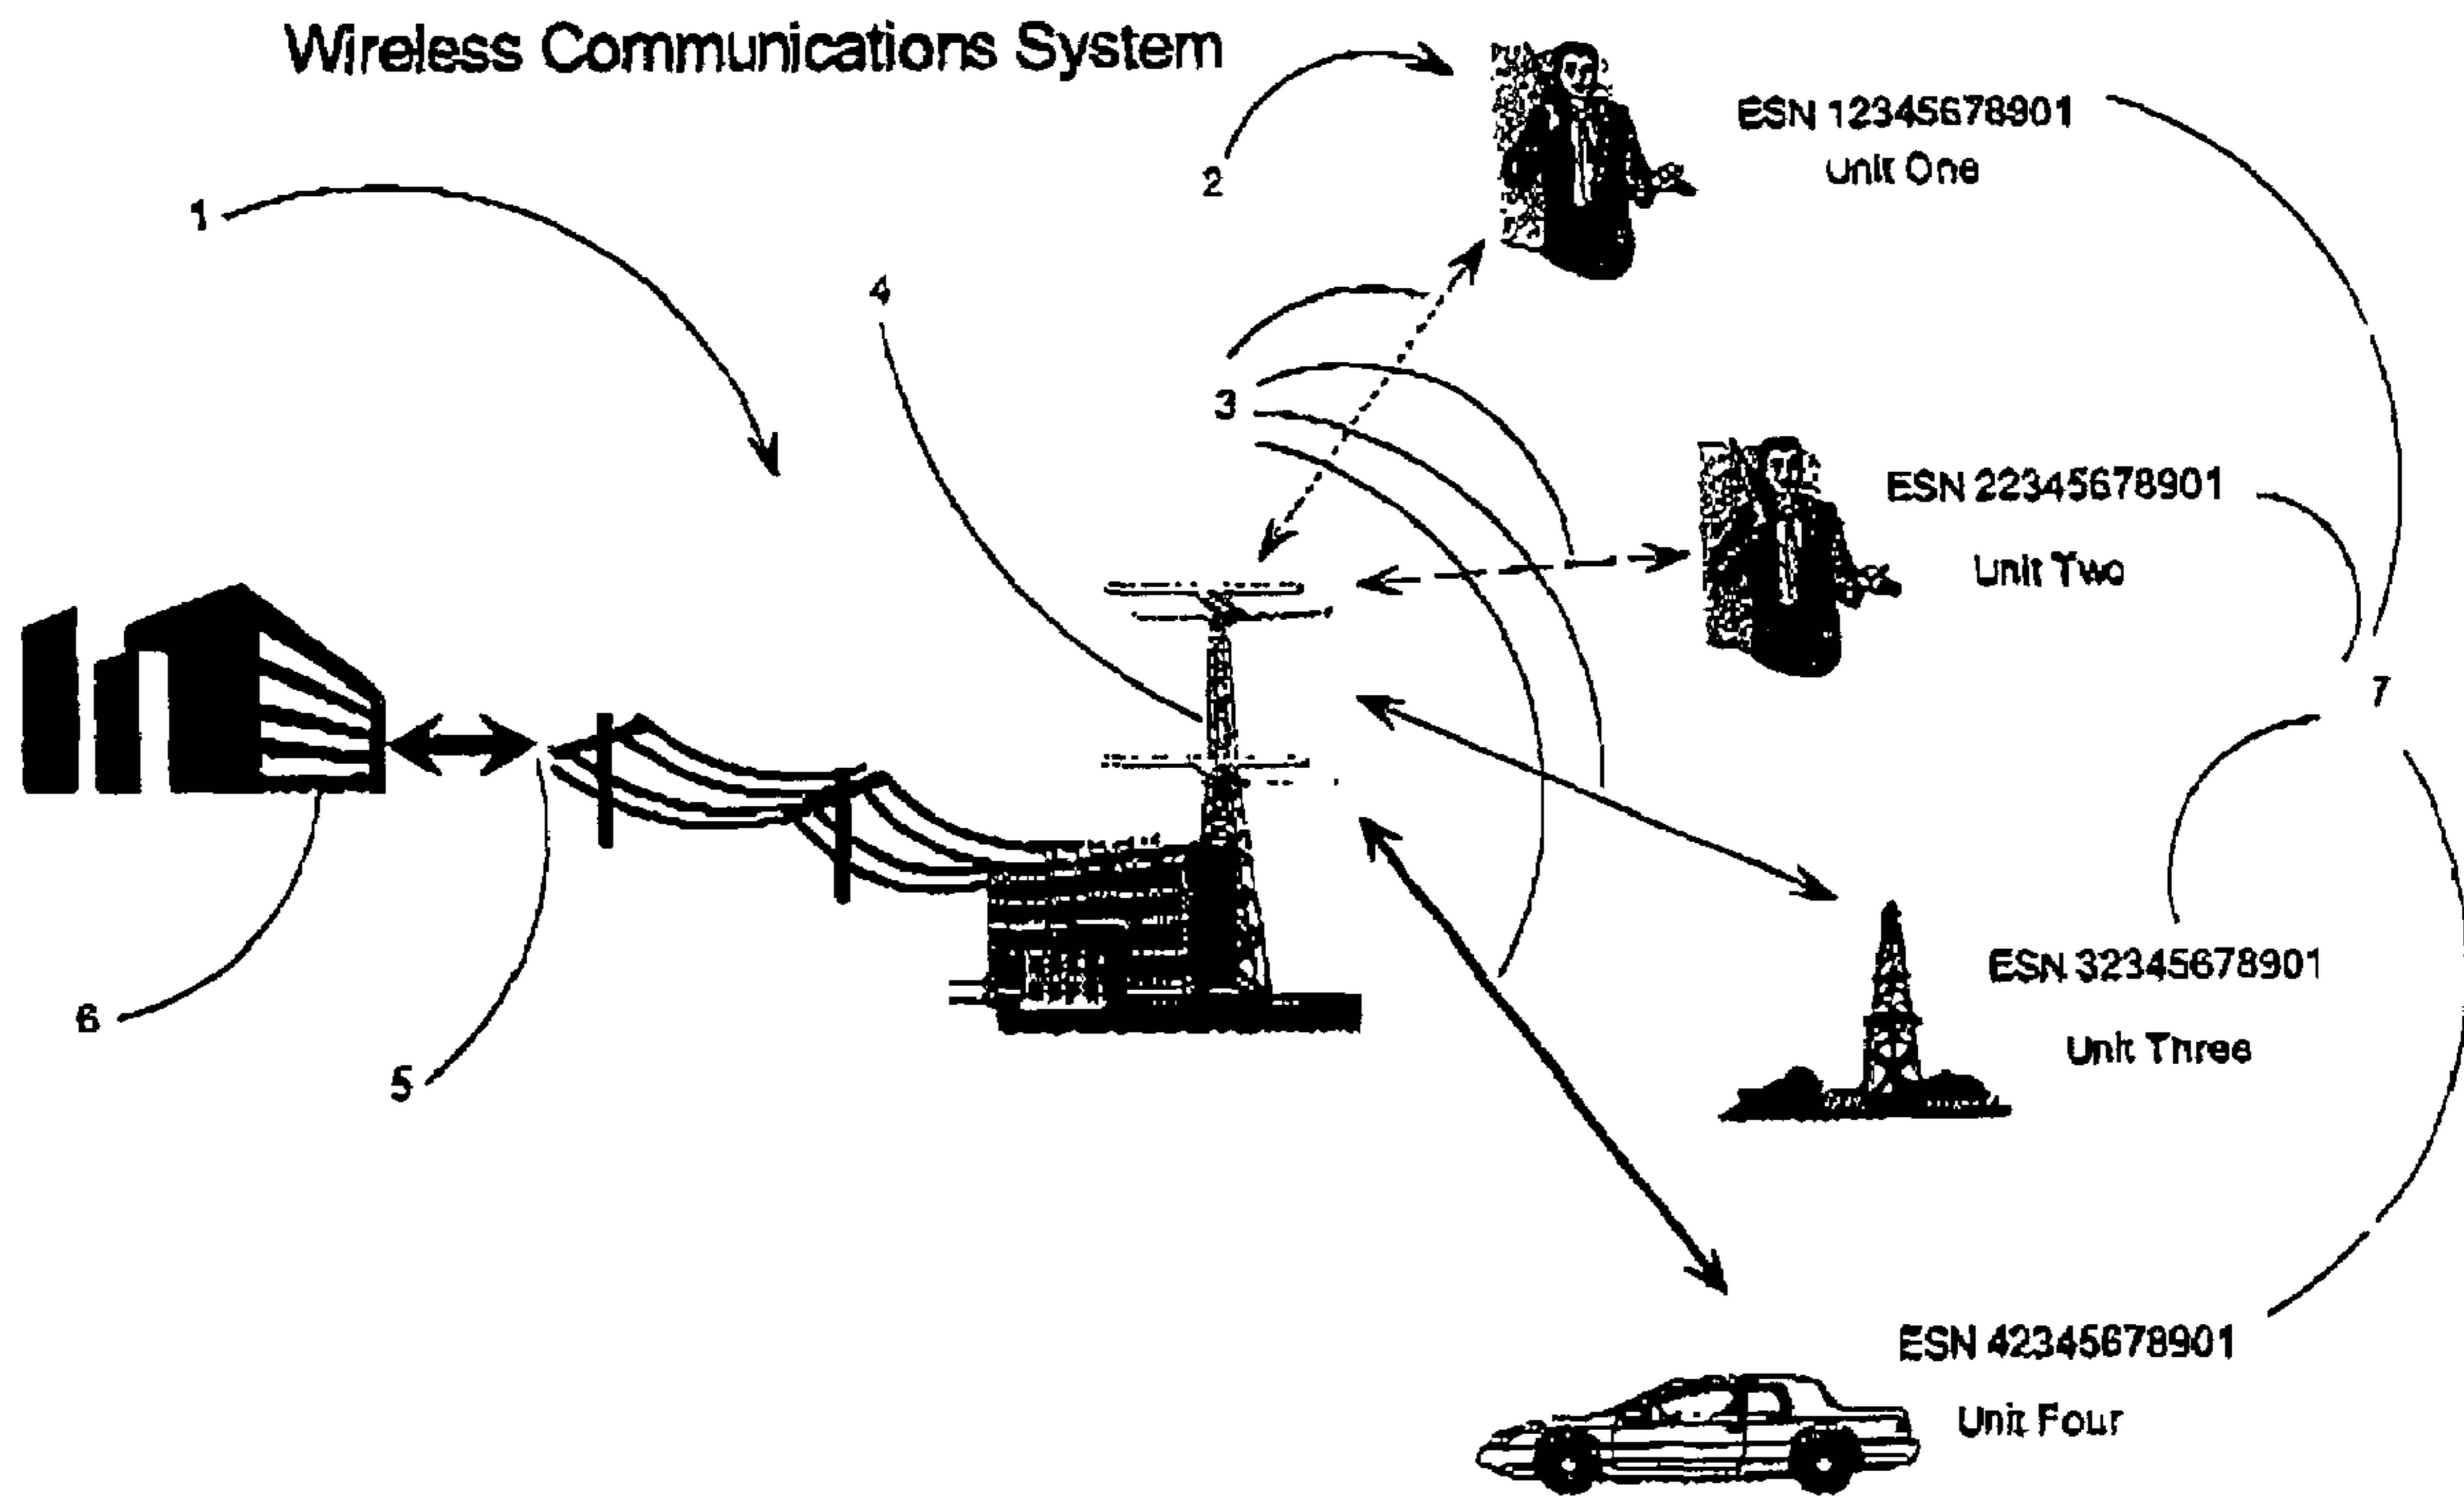 Wireless Communications System
1
2
ESN 12345678901
Unit One
4
3
ESN 22345678901
Unit Two
7
ESN 32345678901
Unit Three
6
5
ESN 42345678901
Unit Four